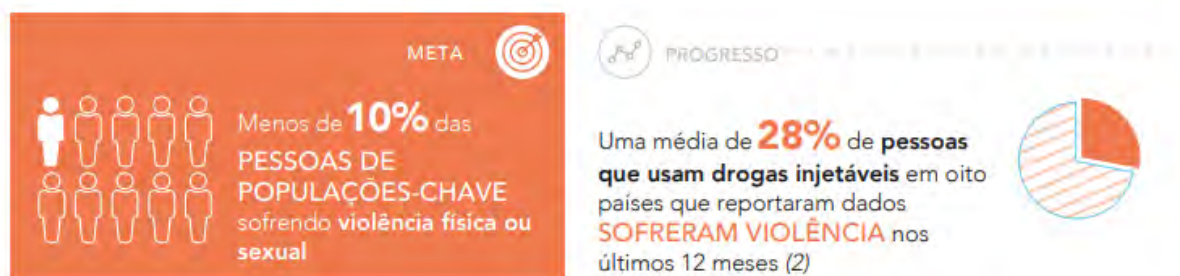 META
Menos de 10% das
PESSOAS DE
POPULAÇÕES-CHAVE
sofrendo violência física ou
sexual
PROGRESSO
Uma média de 28% de pessoas
que usam drogas injetáveis em oito
países que reportaram dados
SOFRERAM VIOLÊNCIA nos
últimos 12 meses (2)